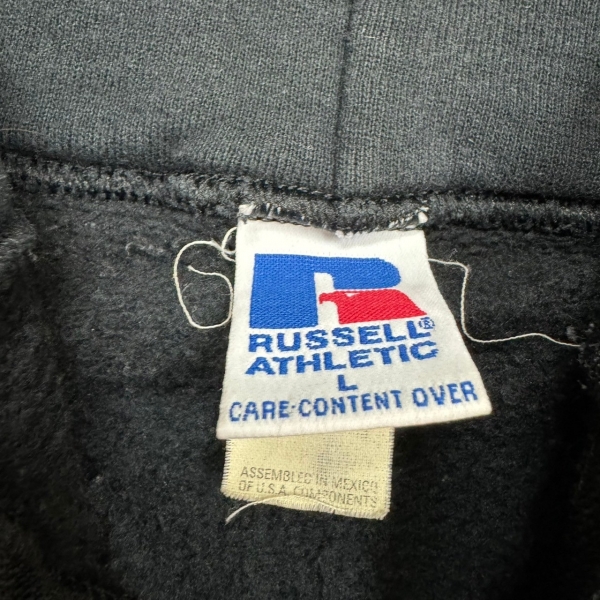 RUSSELL®
ATHLETIC
L
CARE·CONTENT OVER
ASSEMBLED IN MEXICO
OF U.S.A. COMPONENTS